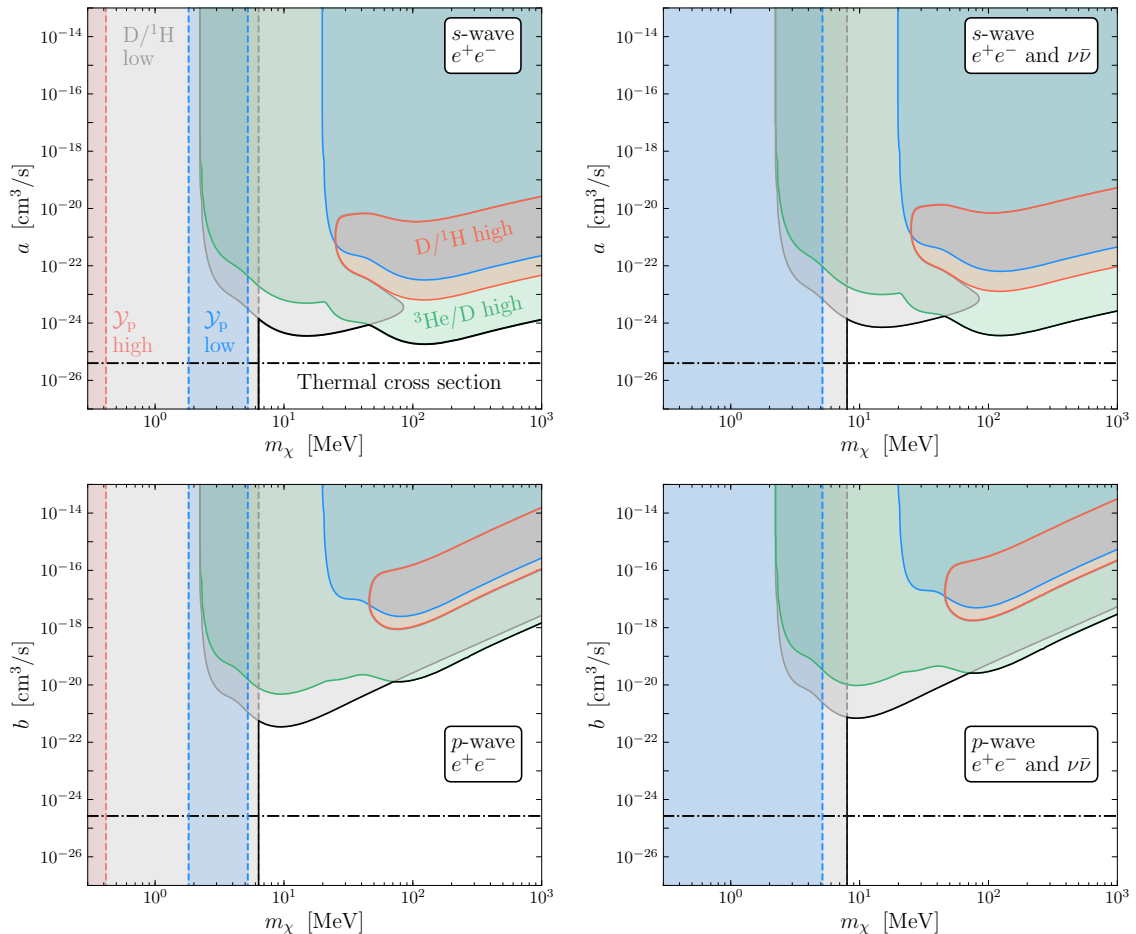 D/¹H
low
s-wave
e⁺e⁻
D/¹H high
³He/D high
𝒴ₚ
high
𝒴ₚ
low
Thermal cross section
10⁻¹⁴
10⁻¹⁶
10⁻¹⁸
10⁻²⁰
10⁻²²
10⁻²⁴
10⁻²⁶
a [cm³/s]
10⁰ 10¹ 10² 10³
mᵪ [MeV]
s-wave
e⁺e⁻ and νν̄
10⁻¹⁴
10⁻¹⁶
10⁻¹⁸
10⁻²⁰
10⁻²²
10⁻²⁴
10⁻²⁶
a [cm³/s]
10⁰ 10¹ 10² 10³
mᵪ [MeV]
p-wave
e⁺e⁻
10⁻¹⁴
10⁻¹⁶
10⁻¹⁸
10⁻²⁰
10⁻²²
10⁻²⁴
10⁻²⁶
b [cm³/s]
10⁰ 10¹ 10² 10³
mᵪ [MeV]
p-wave
e⁺e⁻ and νν̄
10⁻¹⁴
10⁻¹⁶
10⁻¹⁸
10⁻²⁰
10⁻²²
10⁻²⁴
10⁻²⁶
b [cm³/s]
10⁰ 10¹ 10² 10³
mᵪ [MeV]